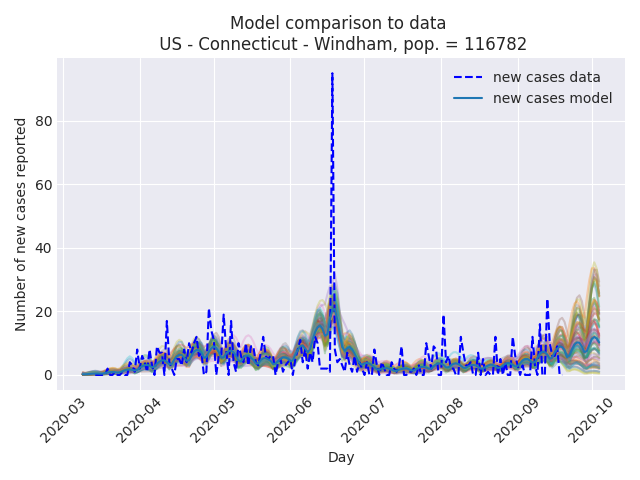 Model comparison to data
US - Connecticut - Windham, pop. = 116782
new cases data
new cases model
Number of new cases reported
80
60
40
20
0
2020-03
2020-04
2020-05
2020-06
2020-07
2020-08
2020-09
2020-10
Day